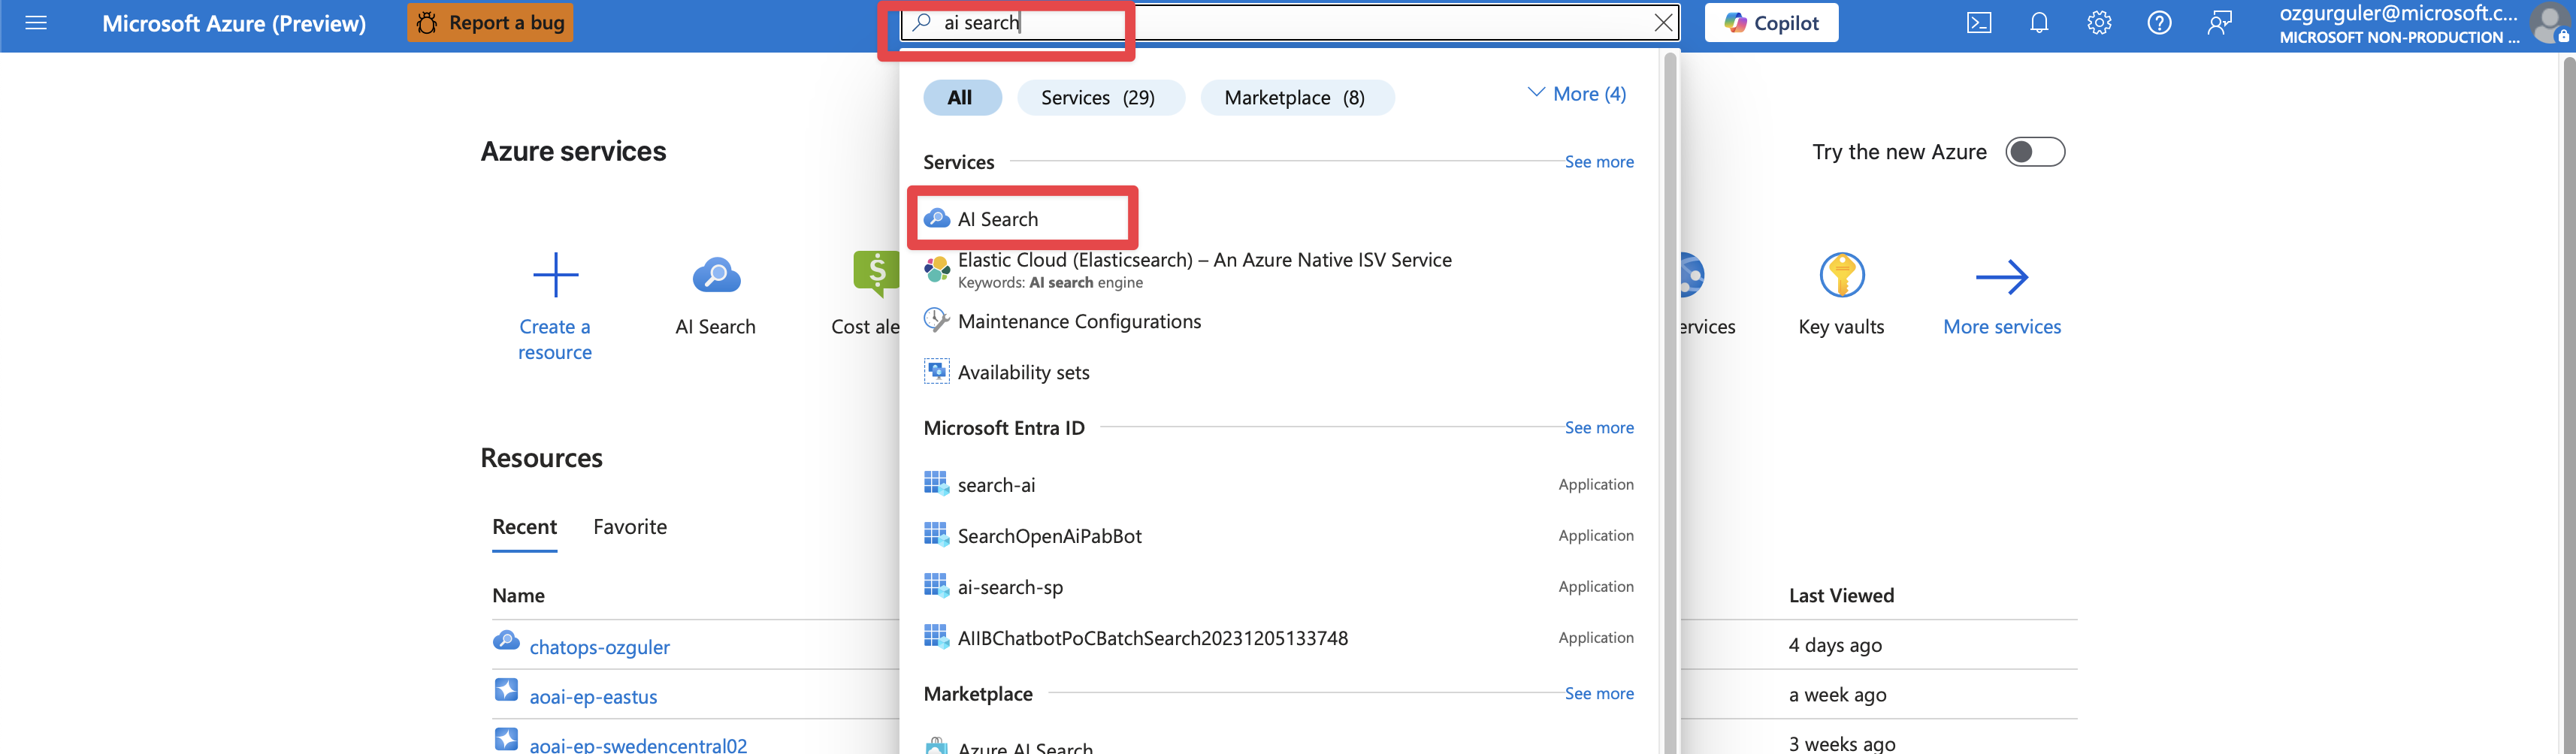 Microsoft Azure (Preview)
Report a bug
ai search
Copilot
ozgurguler@microsoft.c...
MICROSOFT NON-PRODUCTION ...
All
Services (29)
Marketplace (8)
More (4)
Azure services
Services
See more
Try the new Azure
AI Search
Elastic Cloud (Elasticsearch) – An Azure Native ISV Service
Keywords: AI search engine
Create a
resource
AI Search
Cost ale
Maintenance Configurations
ervices
Key vaults
More services
Availability sets
Microsoft Entra ID
See more
Resources
search-ai
Application
Recent
Favorite
SearchOpenAiPabBot
Application
ai-search-sp
Application
Name
Last Viewed
AIIBChatbotPoCBatchSearch20231205133748
Application
chatops-ozguler
4 days ago
Marketplace
See more
aoai-ep-eastus
a week ago
aoai-ep-swedencentral02
Azure AI Search
3 weeks ago